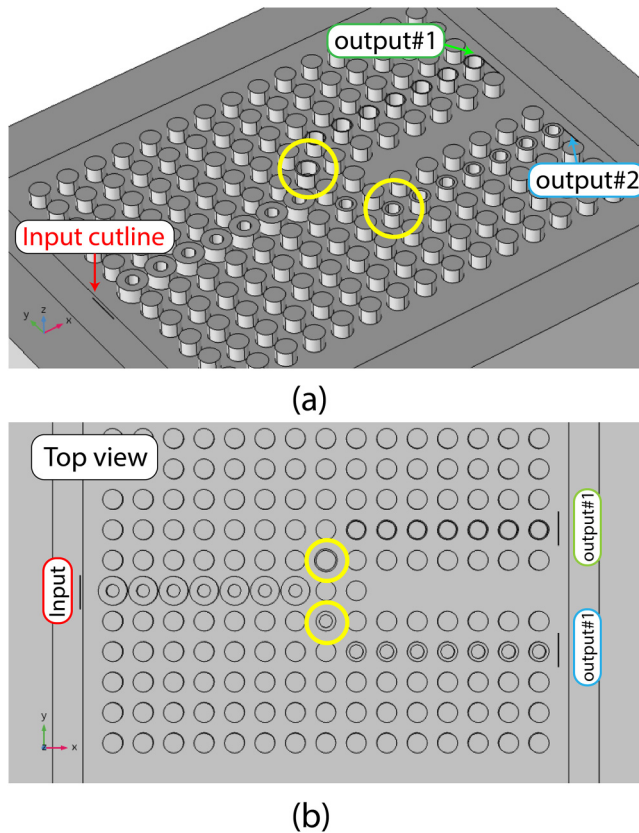 output#1
output#2
Input cutline
z
y
x
(a)
Top view
output#1
Input
output#1
y
z
x
(b)